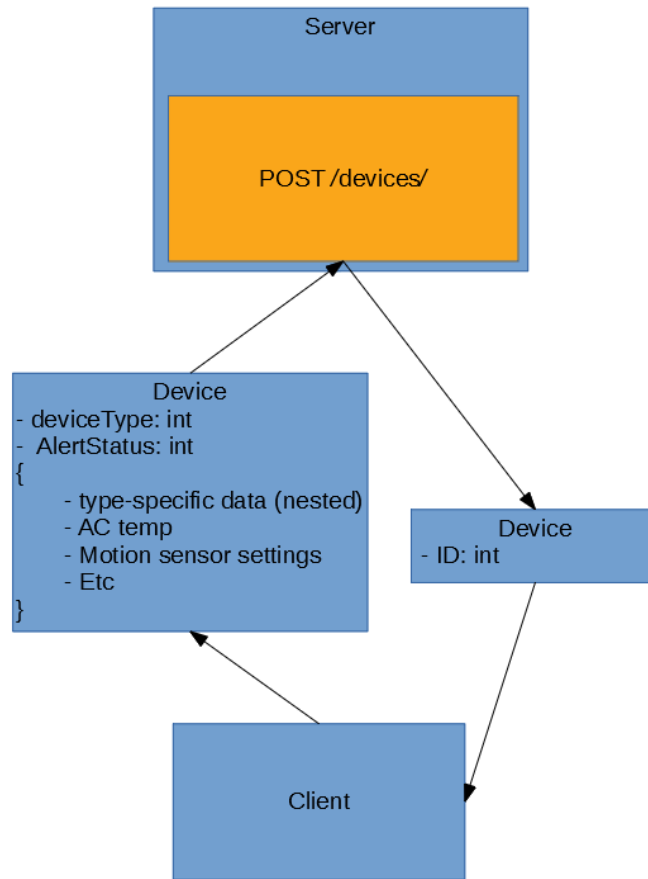 Server
POST /devices/
Device
- deviceType: int
- AlertStatus: int
{
- type-specific data (nested)
- AC temp
- Motion sensor settings
- Etc
}
Device
- ID: int
Client